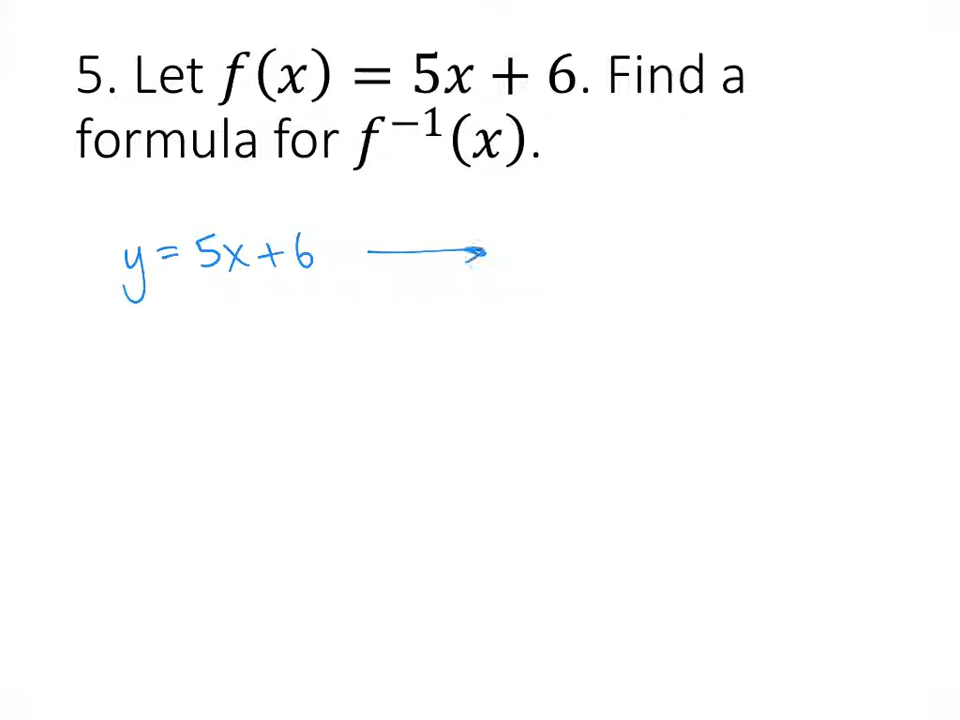 5. Let f(x) = 5x + 6. Find a
formula for f⁻¹(x).
y = 5x + 6 →